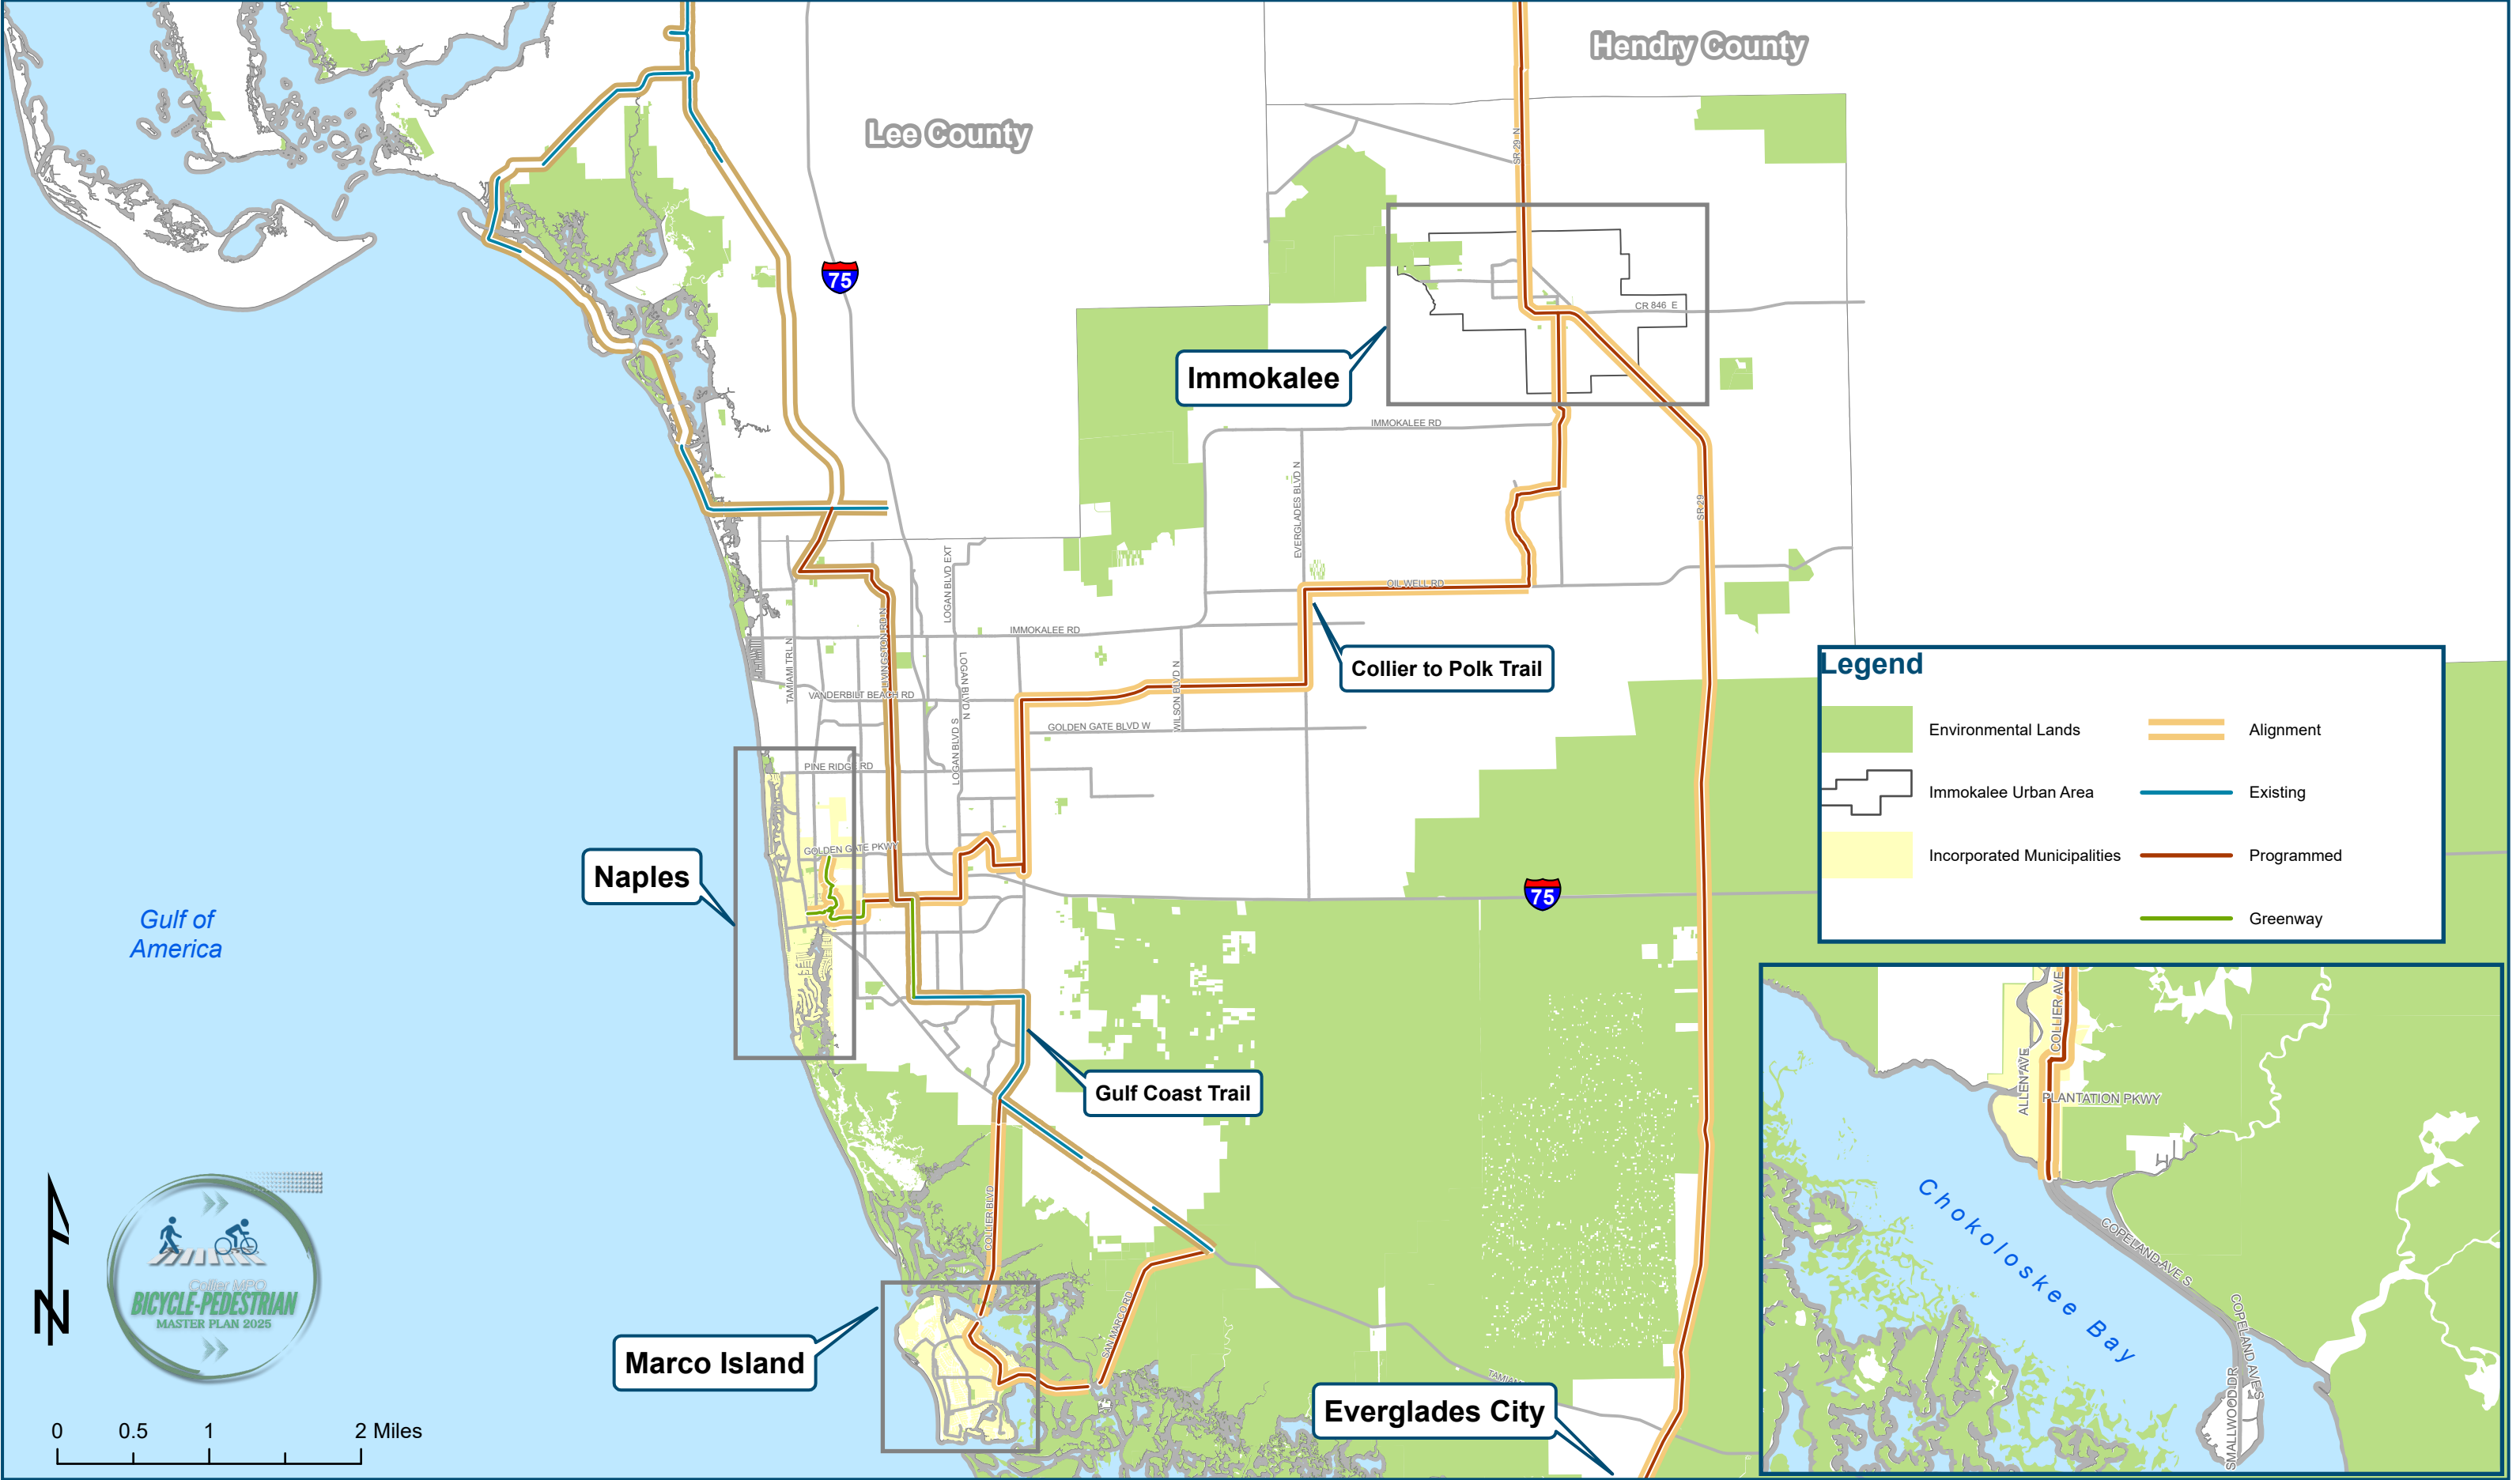 Hendry County
Lee County
SR 29 N
75
CR 846 E
Immokalee
IMMOKALEE RD
EVERGLADES BLVD N
SR 29
LOGAN BLVD EXT
OIL WELL RD
LIVINGSTON RD N
IMMOKALEE RD
TAMIAMI TRL N
LOGAN BLVD N
WILSON BLVD N
Collier to Polk Trail
VANDERBILT BEACH RD
LOGAN BLVD S
GOLDEN GATE BLVD W
PINE RIDGE RD
GOLDEN GATE PKWY
Naples
75
Gulf of
America
Gulf Coast Trail
COLLIER BLVD
SAN MARCO RD
Marco Island
TAMIAMI
Everglades City
Legend
Environmental Lands
Alignment
Immokalee Urban Area
Existing
Incorporated Municipalities
Programmed
Greenway
COLLIER AVE
ALLEN AVE
PLANTATION PKWY
Chokoloskee Bay
COPELAND AVE S
COPELAND AVE S
SMALLWOOD DR
N
Collier MPO
BICYCLE-PEDESTRIAN
MASTER PLAN 2025
0 0.5 1 2 Miles